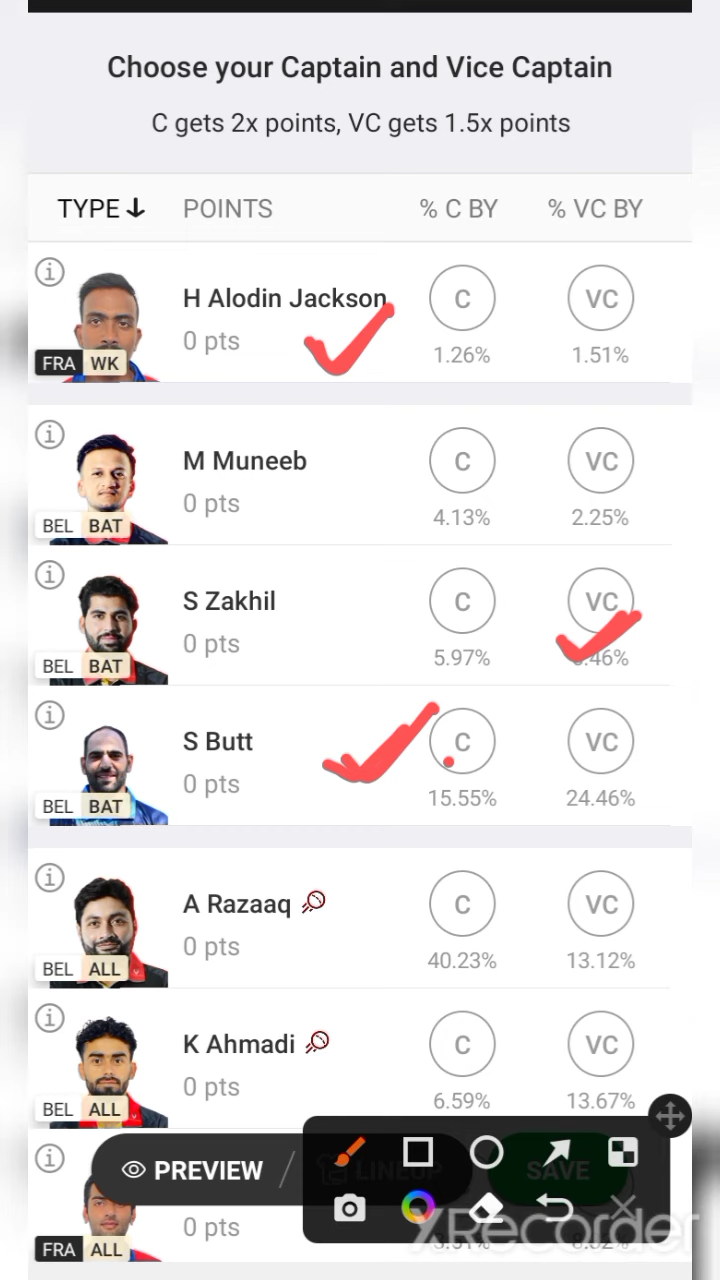 Choose your Captain and Vice Captain
C gets 2x points, VC gets 1.5x points
TYPE POINTS % C BY % VC BY
H Alodin Jackson C VC
0 pts 1.26% 1.51%
FRA WK
M Muneeb C VC
0 pts 4.13% 2.25%
BEL BAT
S Zakhil C VC
0 pts 5.97% .46%
BEL BAT
S Butt C VC
0 pts 15.55% 24.46%
BEL BAT
A Razaaq C VC
0 pts 40.23% 13.12%
BEL ALL
K Ahmadi C VC
0 pts 6.59% 13.67%
BEL ALL
PREVIEW LINEUP SAVE
0 pts
XRecorder
FRA ALL